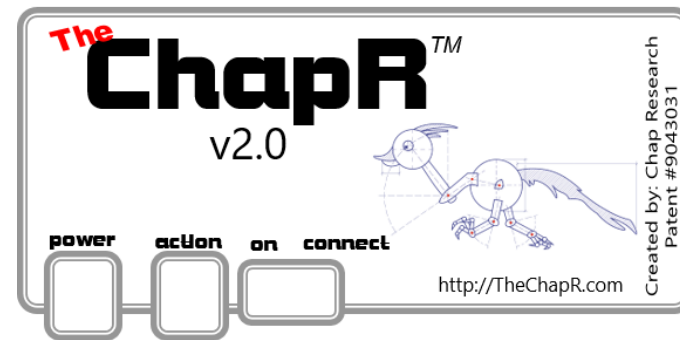 The
ChapR™
v2.0
power action on connect
http://TheChapR.com
Created by: Chap Research
Patent #9043031